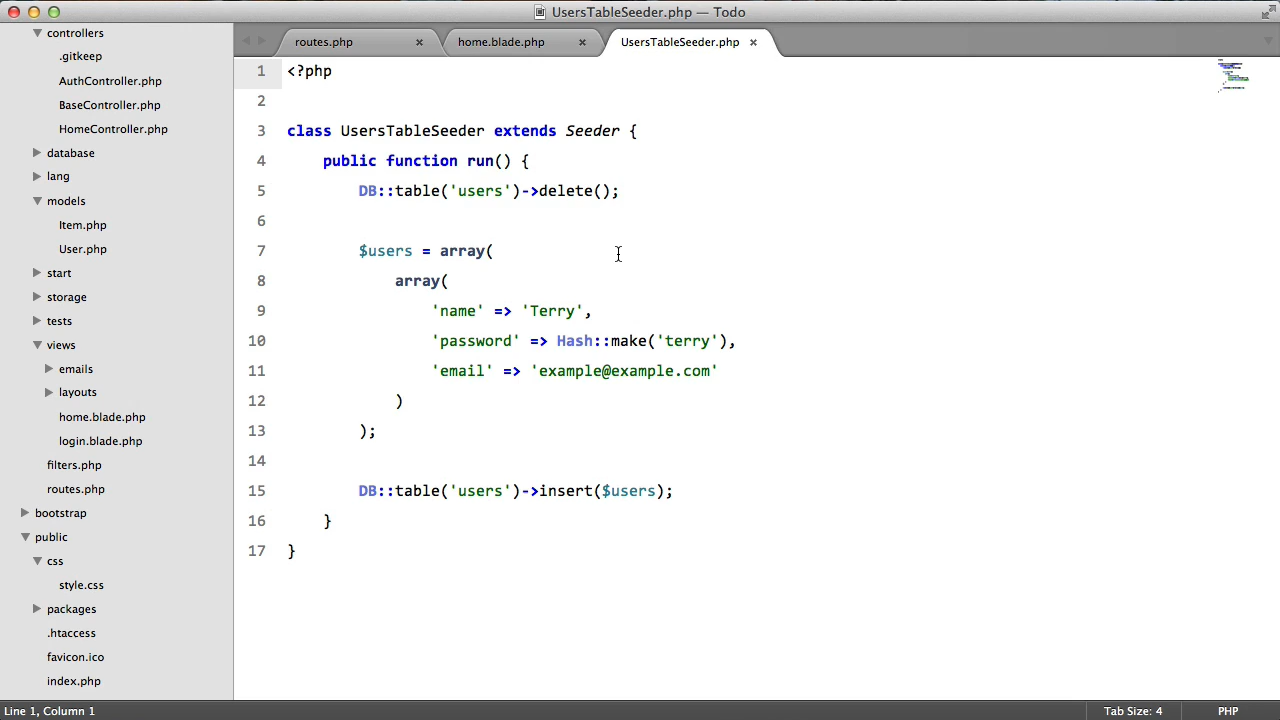 UsersTableSeeder.php — Todo
routes.php ×
home.blade.php ×
UsersTableSeeder.php ×
controllers
.gitkeep
AuthController.php
BaseController.php
HomeController.php
database
lang
models
Item.php
User.php
start
storage
tests
views
emails
layouts
home.blade.php
login.blade.php
filters.php
routes.php
bootstrap
public
css
style.css
packages
.htaccess
favicon.ico
index.php
1 <?php
2
3 class UsersTableSeeder extends Seeder {
4 public function run() {
5 DB::table('users')->delete();
6
7 $users = array(
8 array(
9 'name' => 'Terry',
10 'password' => Hash::make('terry'),
11 'email' => 'example@example.com'
12 )
13 );
14
15 DB::table('users')->insert($users);
16 }
17 }
Line 1, Column 1
Tab Size: 4
PHP